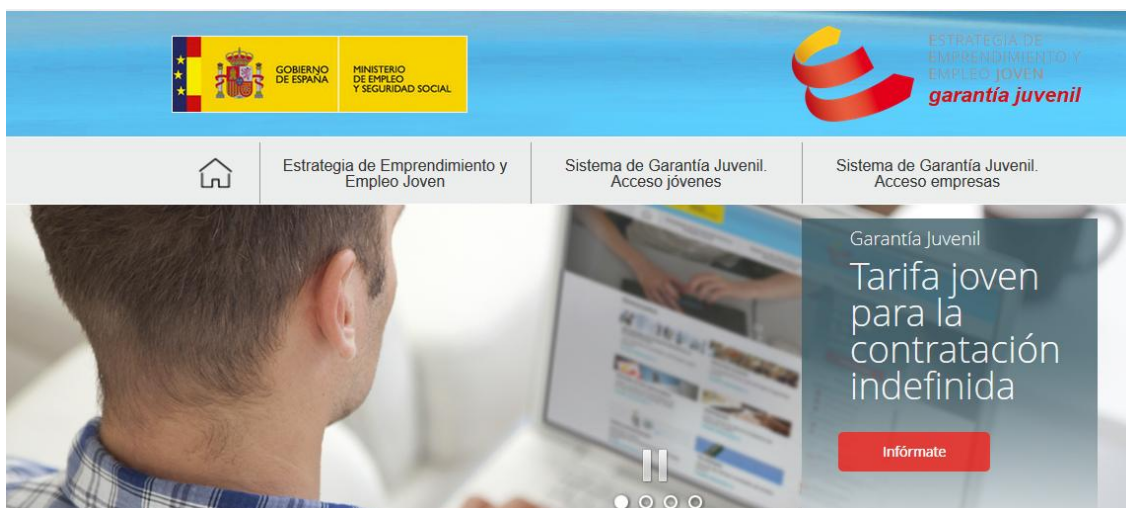 GOBIERNO
DE ESPAÑA
MINISTERIO
DE EMPLEO
Y SEGURIDAD SOCIAL
ESTRATEGIA DE
EMPRENDIMIENTO Y
EMPLEO JOVEN
garantía juvenil
Estrategia de Emprendimiento y
Empleo Joven
Sistema de Garantía Juvenil.
Acceso jóvenes
Sistema de Garantía Juvenil.
Acceso empresas
Garantía Juvenil
Tarifa joven
para la
contratación
indefinida
Infórmate